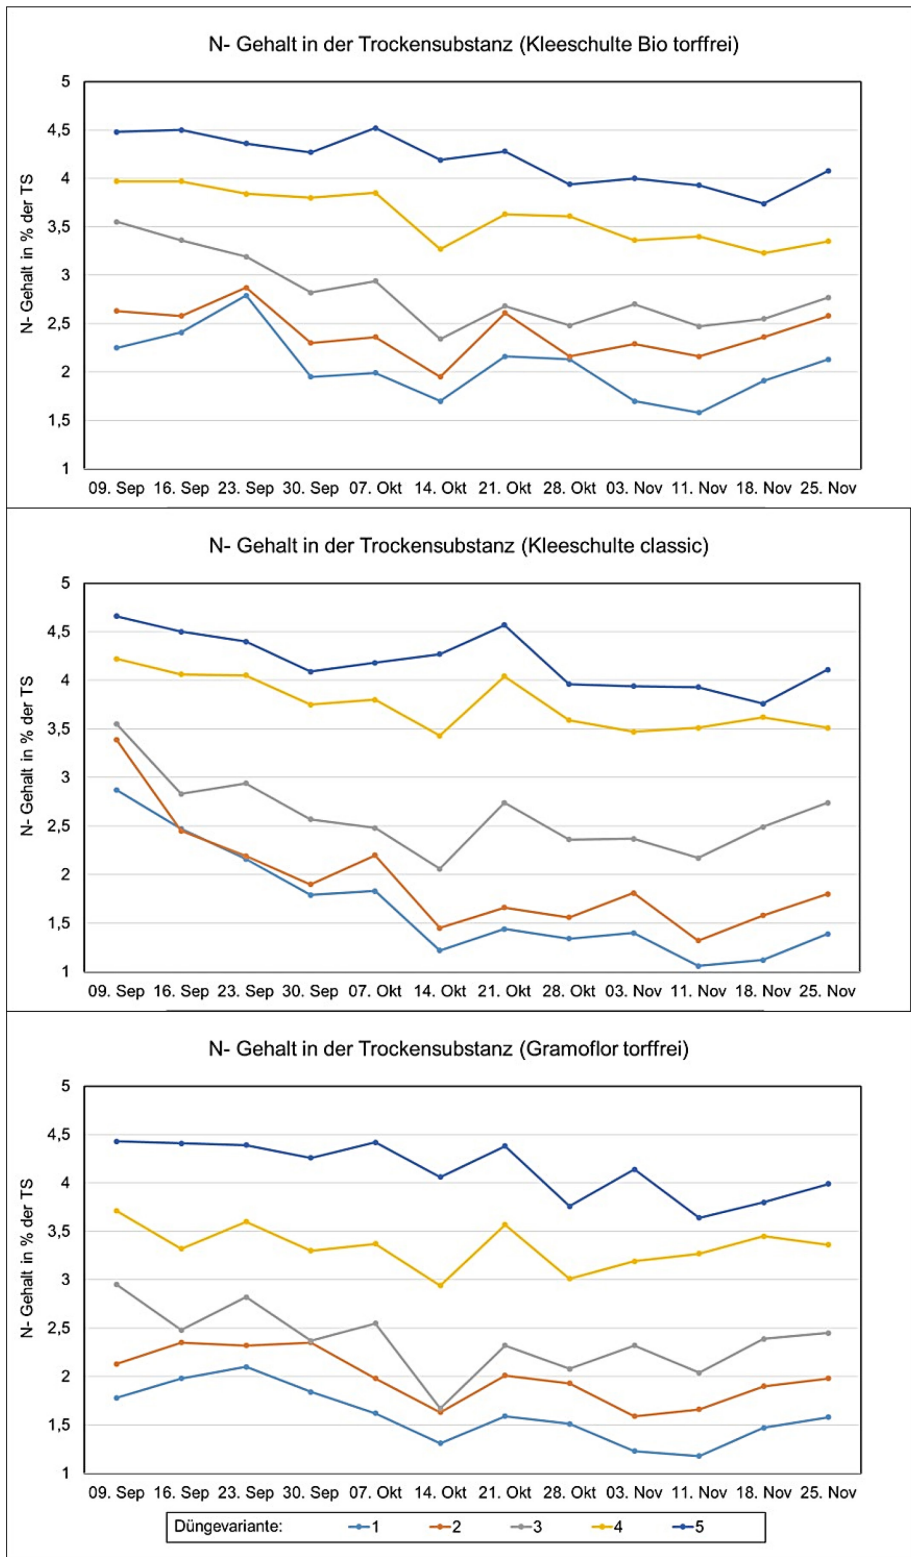 N- Gehalt in der Trockensubstanz (Kleeschulte Bio torffrei)
N- Gehalt in % der TS
5
4,5
4
3,5
3
2,5
2
1,5
1
09. Sep 16. Sep 23. Sep 30. Sep 07. Okt 14. Okt 21. Okt 28. Okt 03. Nov 11. Nov 18. Nov 25. Nov
N- Gehalt in der Trockensubstanz (Kleeschulte classic)
N- Gehalt in % der TS
5
4,5
4
3,5
3
2,5
2
1,5
1
09. Sep 16. Sep 23. Sep 30. Sep 07. Okt 14. Okt 21. Okt 28. Okt 03. Nov 11. Nov 18. Nov 25. Nov
N- Gehalt in der Trockensubstanz (Gramoflor torffrei)
N- Gehalt in % der TS
5
4,5
4
3,5
3
2,5
2
1,5
1
09. Sep 16. Sep 23. Sep 30. Sep 07. Okt 14. Okt 21. Okt 28. Okt 03. Nov 11. Nov 18. Nov 25. Nov
Düngevariante: 1 2 3 4 5